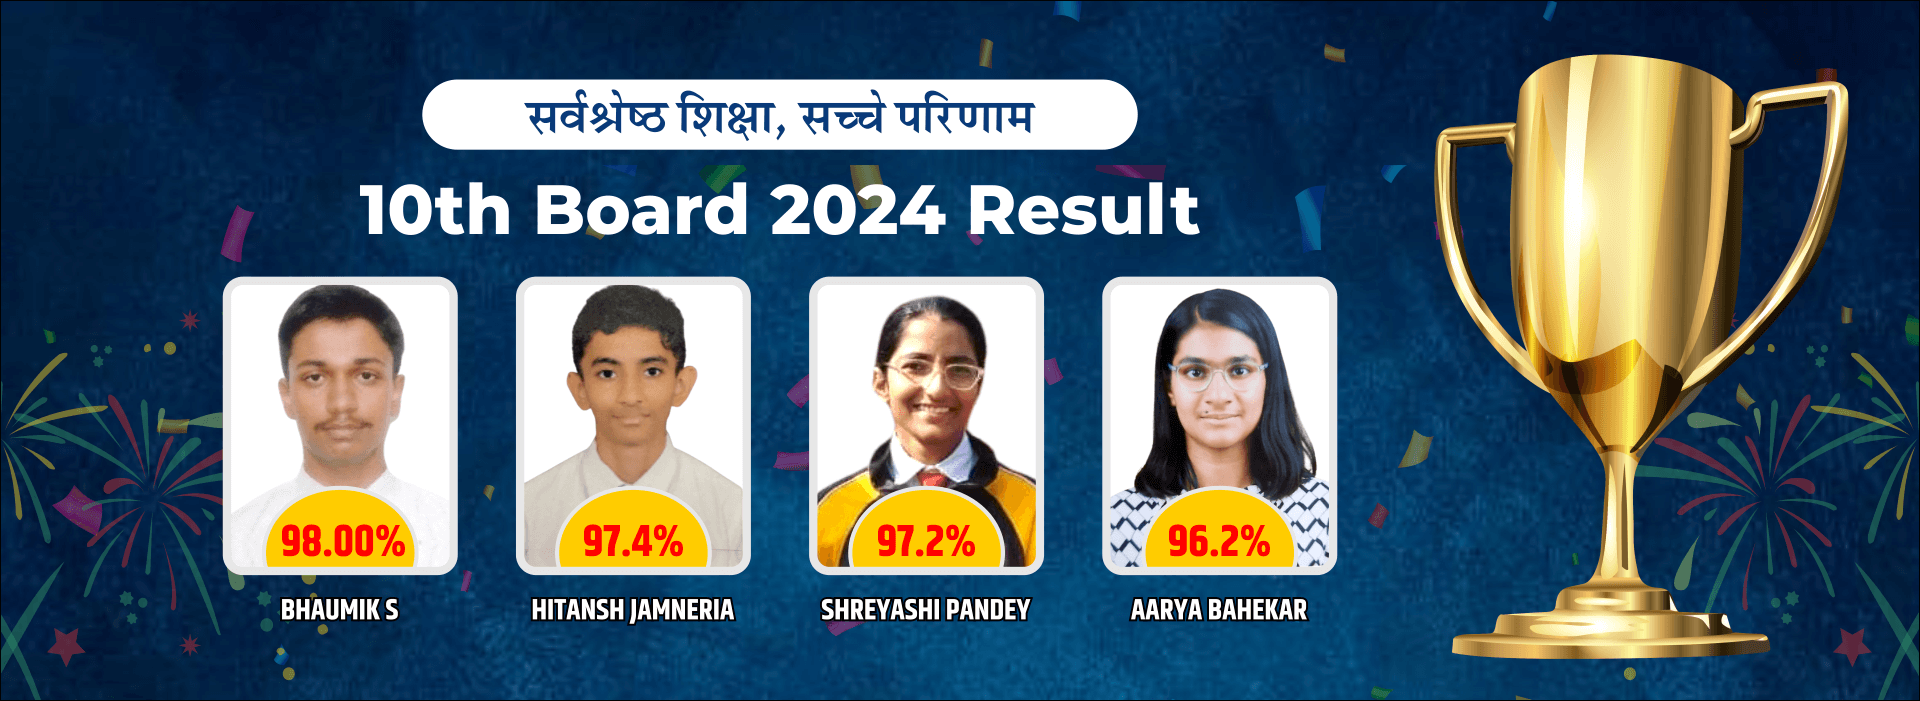 सर्वश्रेष्ठ शिक्षा, सच्चे परिणाम
10th Board 2024 Result
98.00%
97.4%
97.2%
96.2%
BHAUMIK S
HITANSH JAMNERIA
SHREYASHI PANDEY
AARYA BAHEKAR